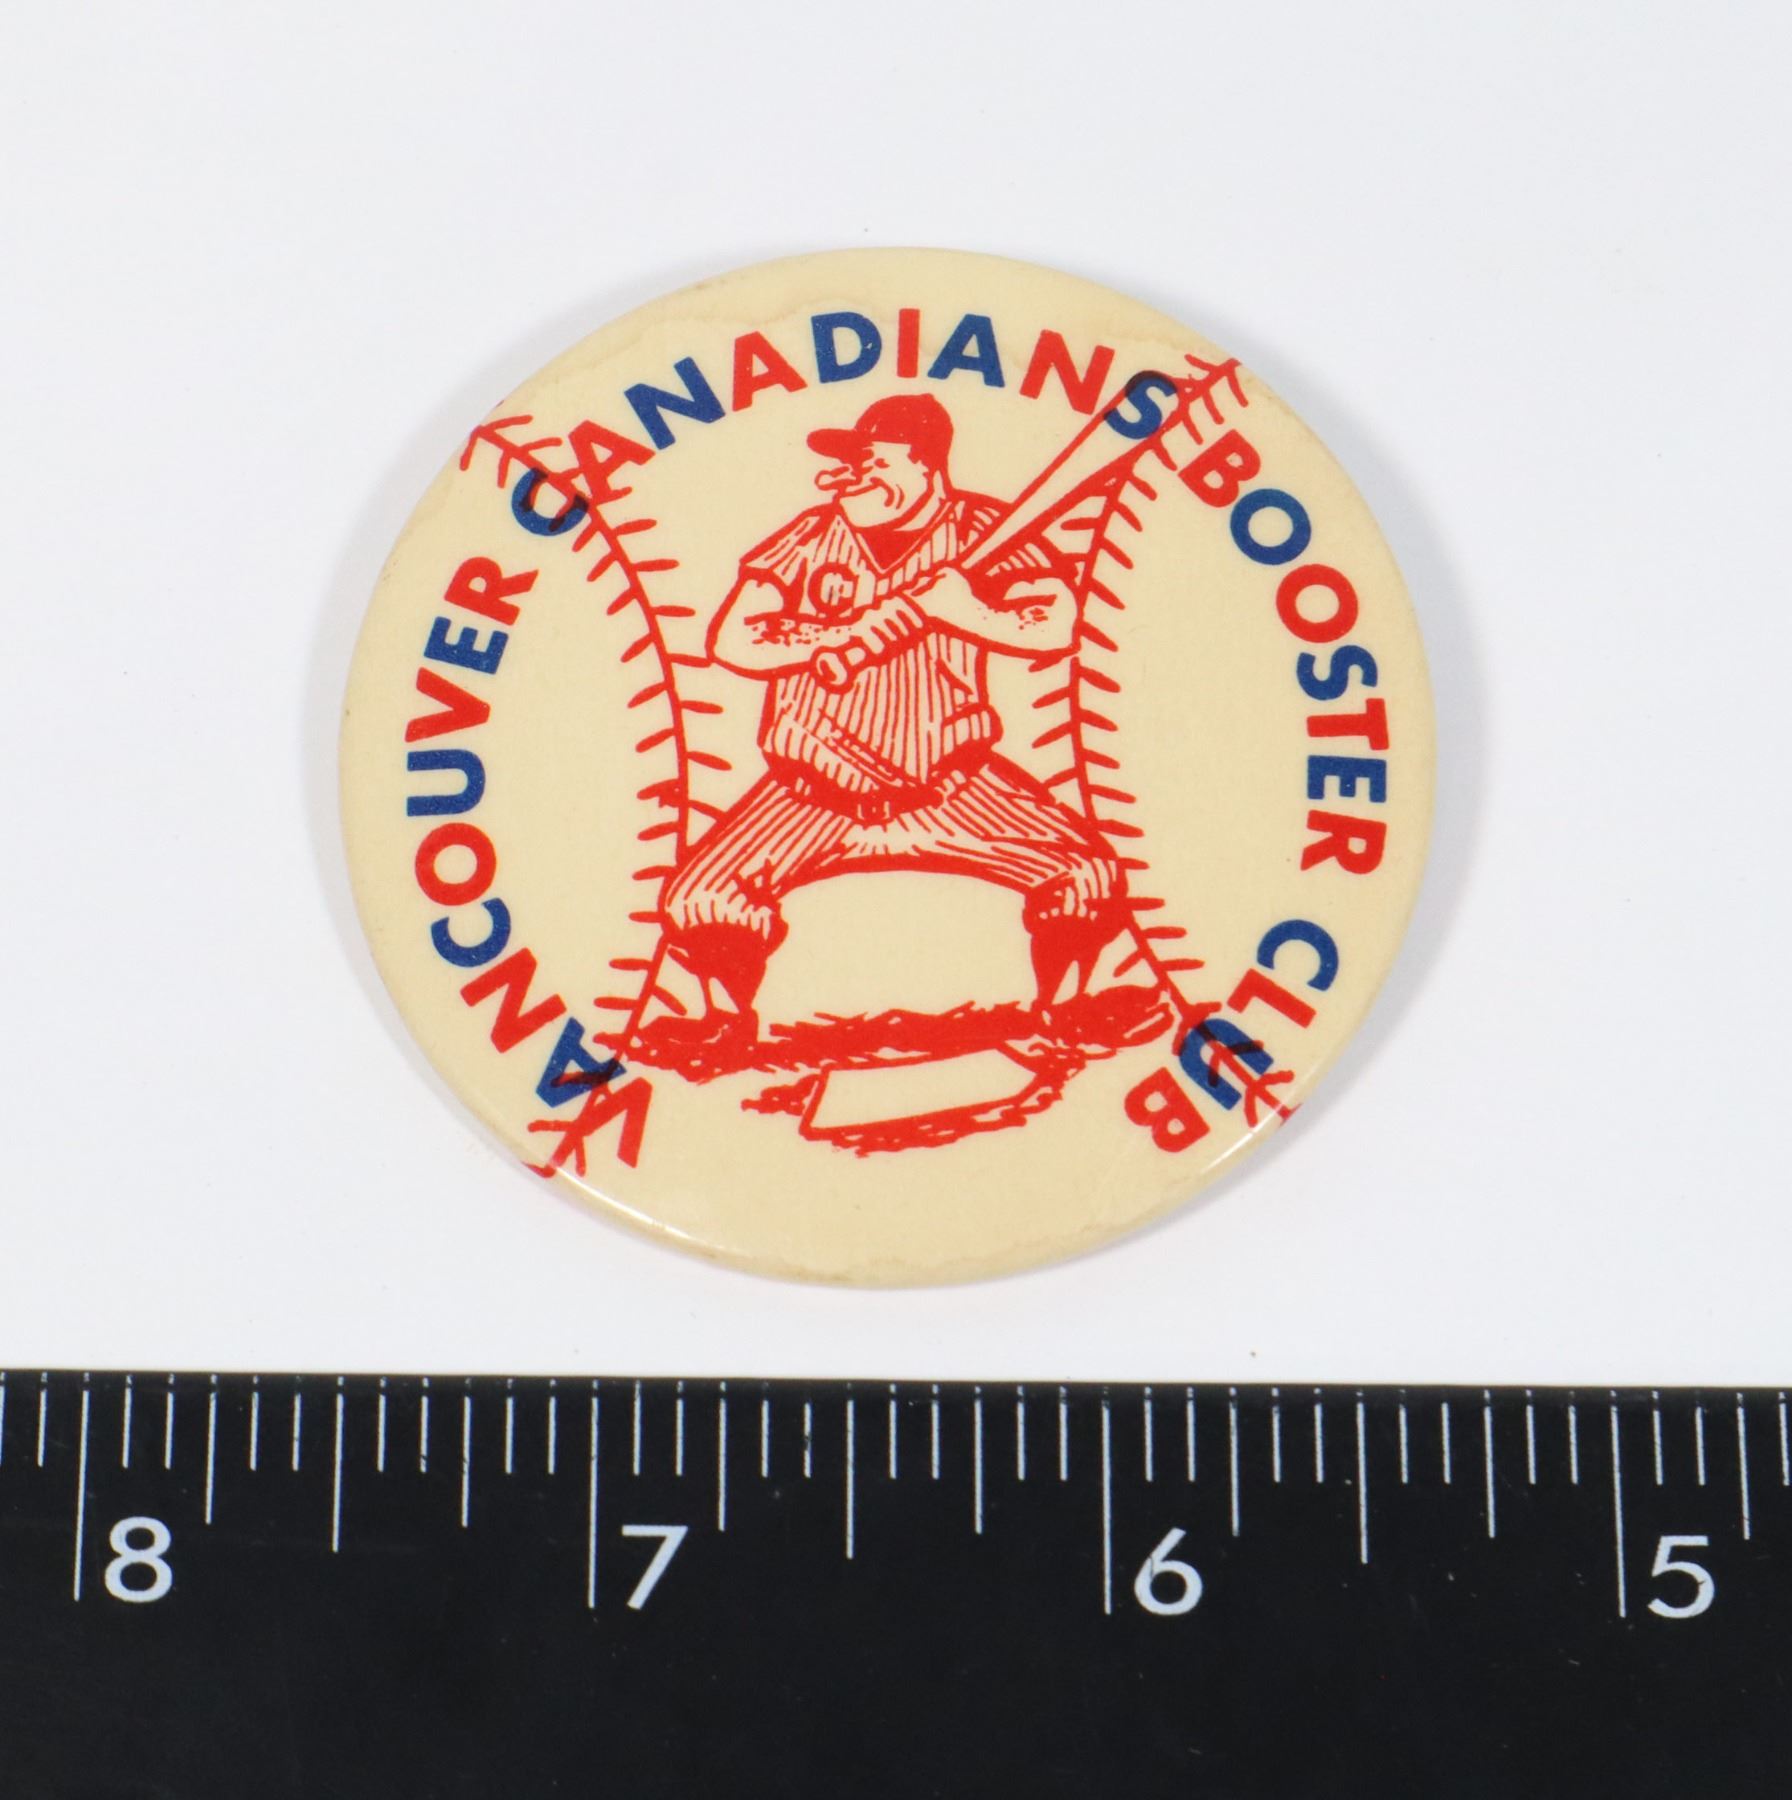 VANCOUVER CANADIANS BOOSTER CLUB
C
8 7 6 5